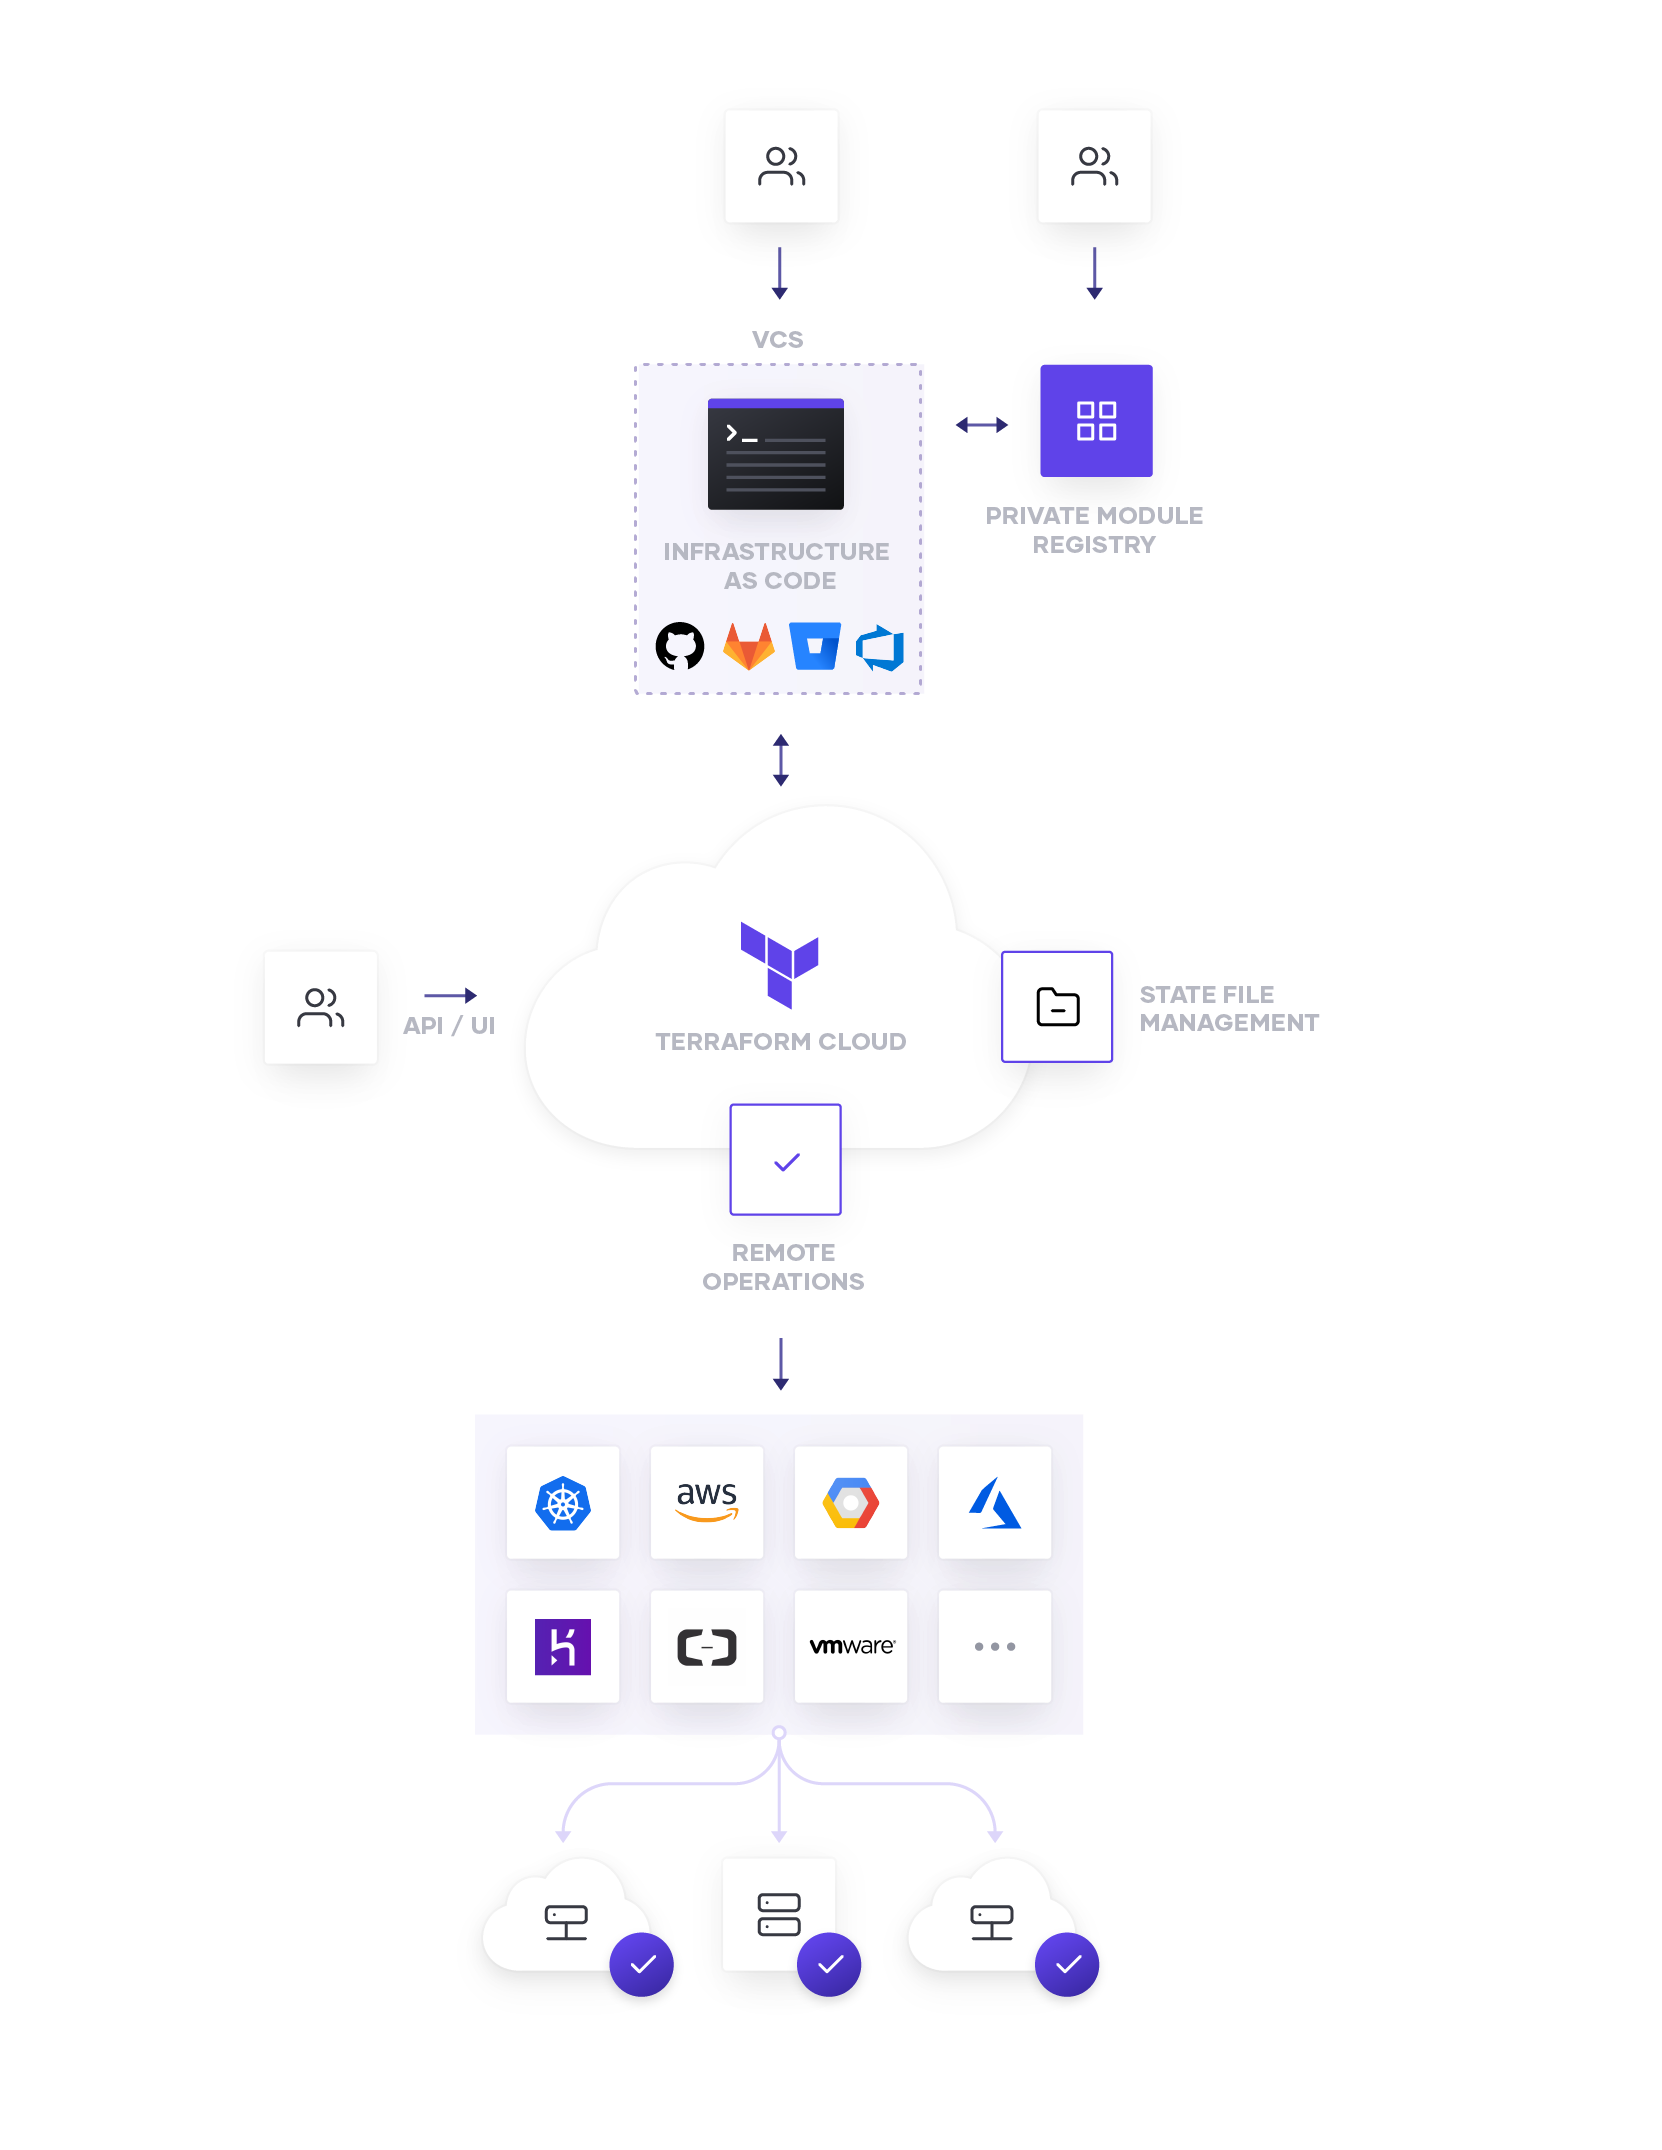 VCS
INFRASTRUCTURE
AS CODE
PRIVATE MODULE
REGISTRY
API / UI
TERRAFORM CLOUD
STATE FILE
MANAGEMENT
REMOTE
OPERATIONS
aws
vmware